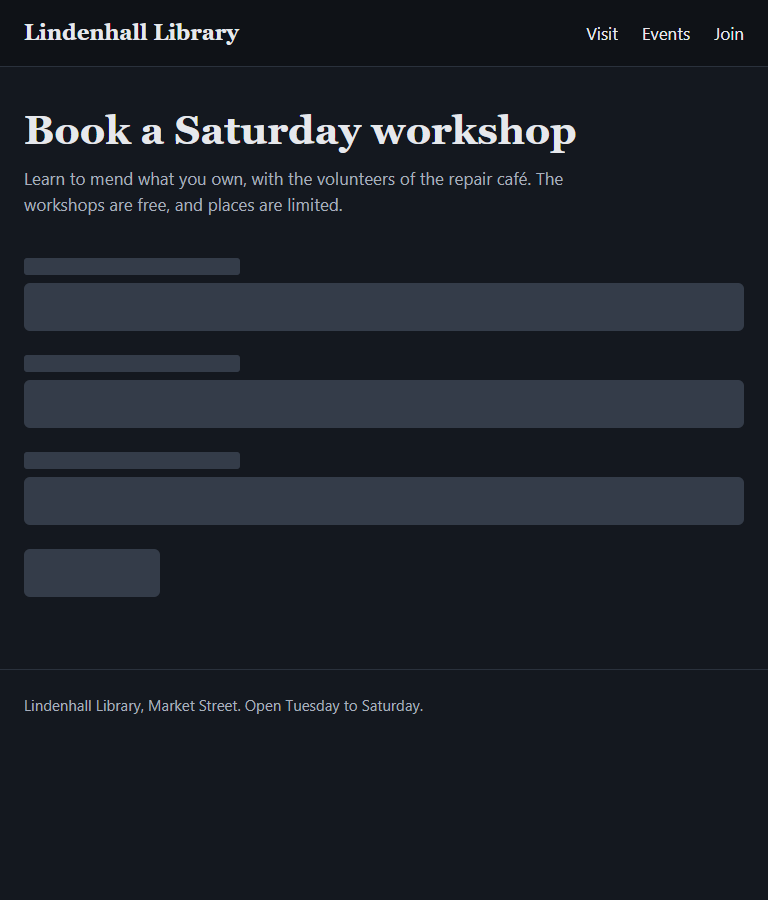 Lindenhall Library
Visit Events Join
Book a Saturday workshop
Learn to mend what you own, with the volunteers of the repair café. The
workshops are free, and places are limited.
Lindenhall Library, Market Street. Open Tuesday to Saturday.